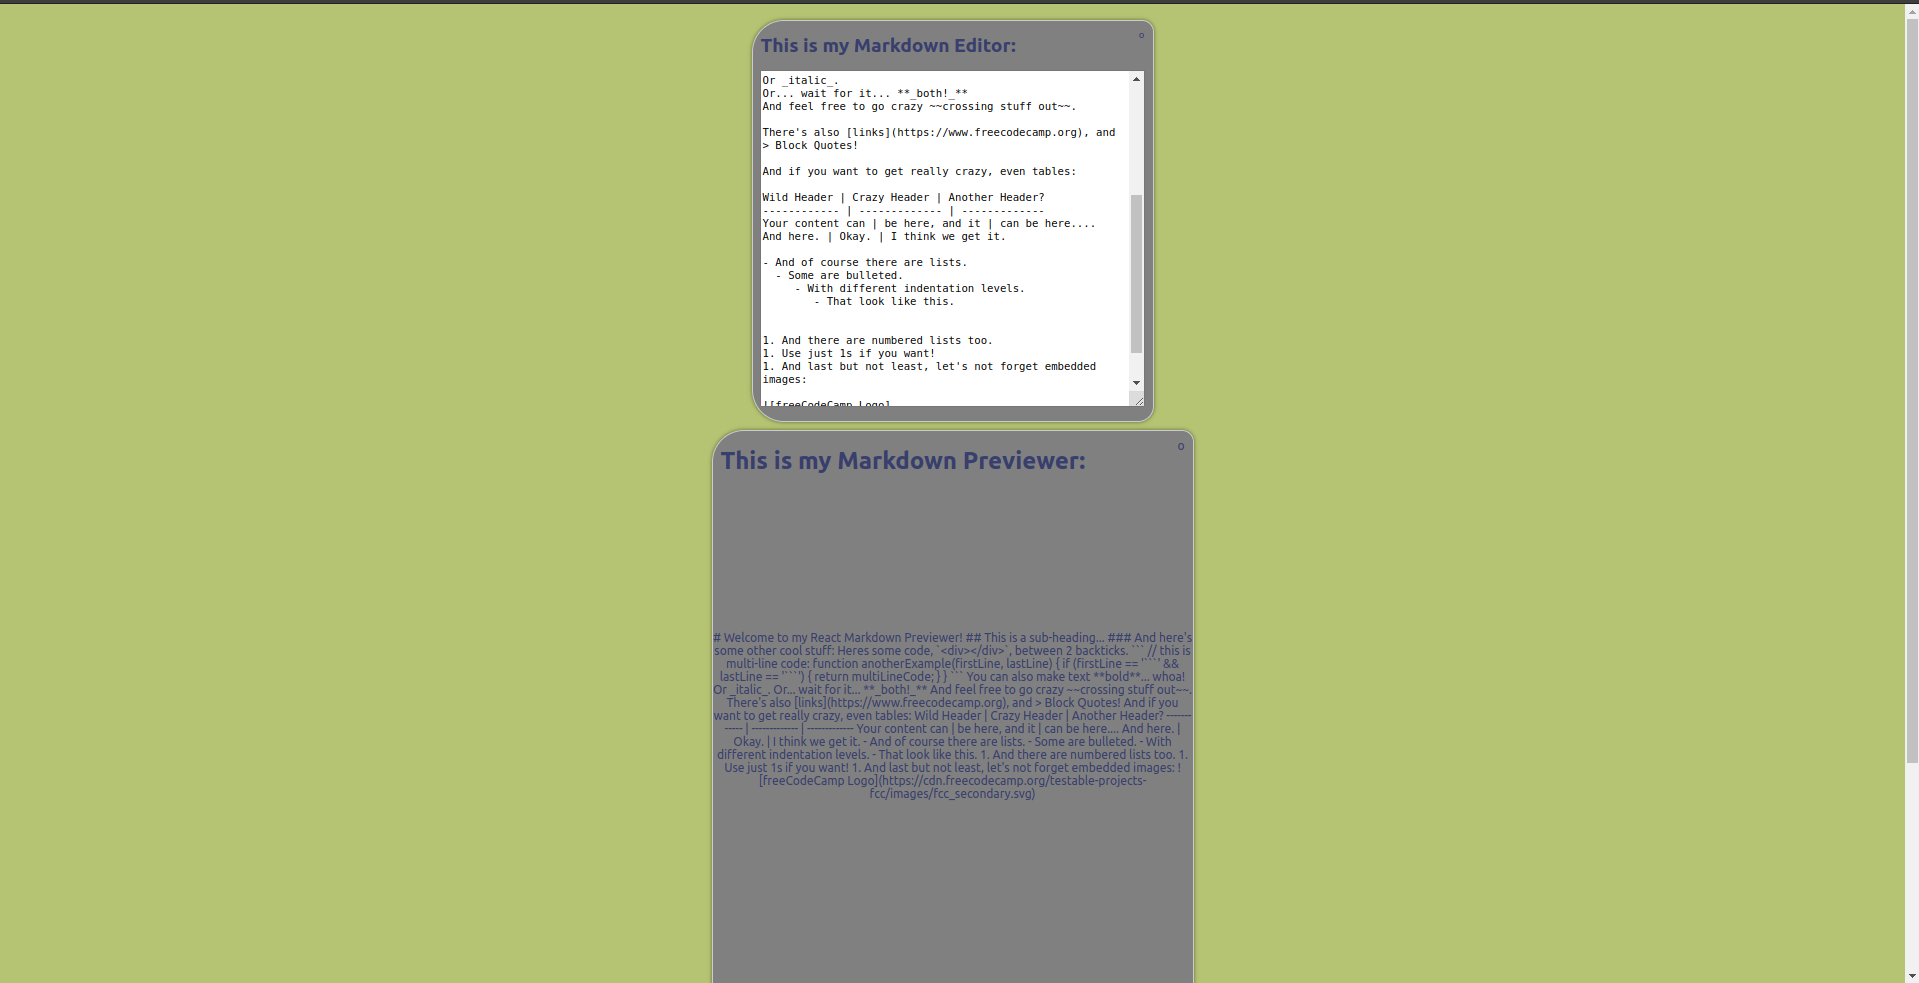 This is my Markdown Editor:
o
Or _italic_.
Or... wait for it... **_both!_**
And feel free to go crazy ~~crossing stuff out~~.
There's also [links](https://www.freecodecamp.org), and
> Block Quotes!
And if you want to get really crazy, even tables:
Wild Header | Crazy Header | Another Header?
------------ | ------------- | -------------
Your content can | be here, and it | can be here....
And here. | Okay. | I think we get it.
- And of course there are lists.
  - Some are bulleted.
     - With different indentation levels.
        - That look like this.
1. And there are numbered lists too.
1. Use just 1s if you want!
1. And last but not least, let's not forget embedded
images:
![freeCodeCamp Logo]
This is my Markdown Previewer:
o
# Welcome to my React Markdown Previewer! ## This is a sub-heading... ### And here's
some other cool stuff: Heres some code, `<div></div>`, between 2 backticks. ``` // this is
multi-line code: function anotherExample(firstLine, lastLine) { if (firstLine == '```' &&
lastLine == '```') { return multiLineCode; } } ``` You can also make text **bold**... whoa!
Or _italic_. Or... wait for it... **_both!_** And feel free to go crazy ~~crossing stuff out~~.
There's also [links](https://www.freecodecamp.org), and > Block Quotes! And if you
want to get really crazy, even tables: Wild Header | Crazy Header | Another Header? -------
----- | ------------- | ------------- Your content can | be here, and it | can be here.... And here. |
Okay. | I think we get it. - And of course there are lists. - Some are bulleted. - With
different indentation levels. - That look like this. 1. And there are numbered lists too. 1.
Use just 1s if you want! 1. And last but not least, let's not forget embedded images: !
[freeCodeCamp Logo](https://cdn.freecodecamp.org/testable-projects-
fcc/images/fcc_secondary.svg)